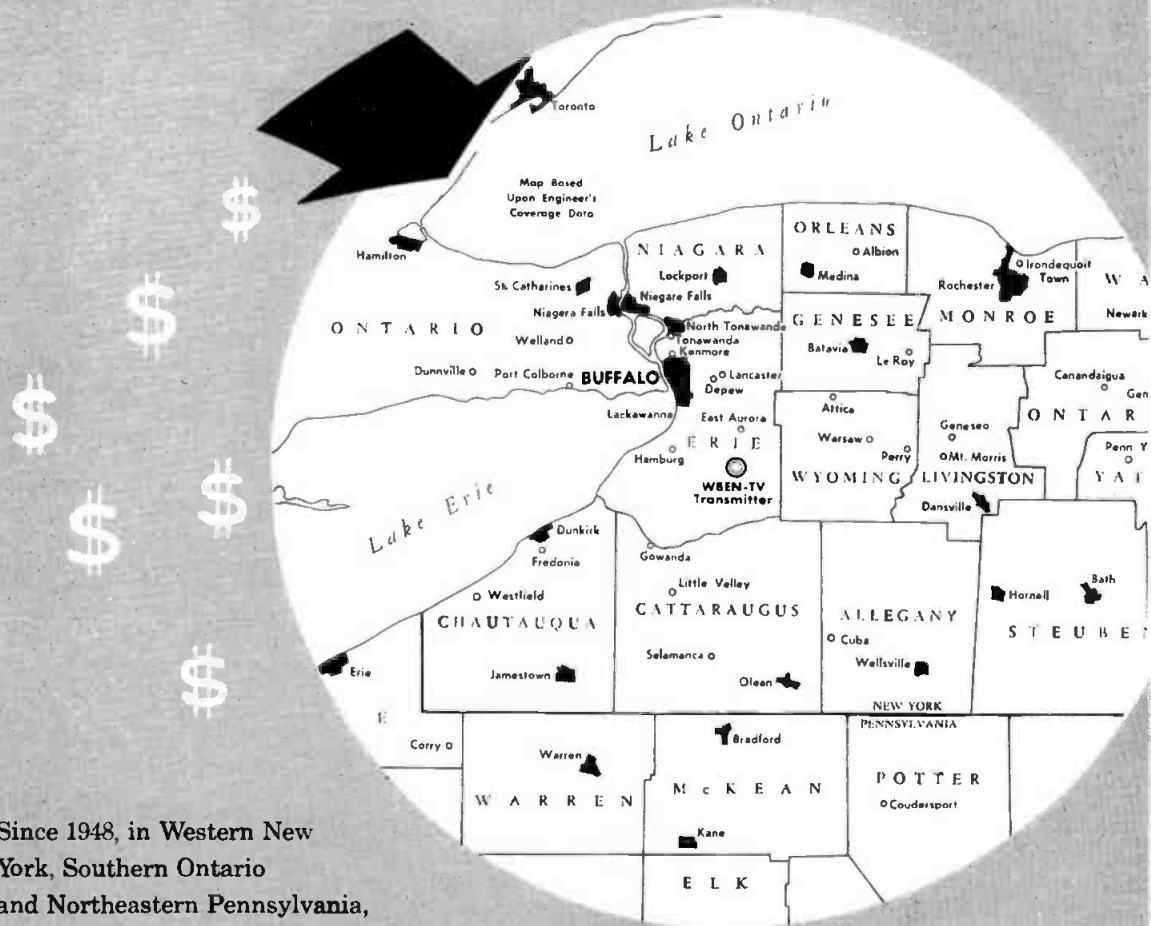 Toronto
Lake Ontario
Map Based
Upon Engineer's
Coverage Data
Hamilton
ORLEANS
Albion
NIAGARA
Lockport
Medina
Irondequoit
Town
Rochester
W A
St. Catharines
Niagare Falls
Niagera Falls
ONTARIO
North Tonawanda
GENESEE
MONROE
Newark
Tonawanda
Welland
Kenmore
Batavia
Le Roy
Dunnville
Port Colborne
BUFFALO
Lancaster
Depew
Canandaigua
Gen
Lackawanna
Attica
ONTAR
East Aurora
Geneseo
ERIE
Warsaw
Penn Y
Hamburg
Perry
Mt. Morris
WBEN-TV
Transmitter
WYOMING
LIVINGSTON
YAT
Dansville
Lake Erie
Dunkirk
Fredonia
Gowanda
Little Valley
Hornell
Bath
Westfield
CATTARAUGUS
CHAUTAUQUA
ALLEGANY
STEUBEN
Cuba
Selamanca
Wellsville
Erie
Jamestown
Olean
NEW YORK
PENNSYLVANIA
E
Corry
Bradford
Warren
POTTER
WARREN
McKEAN
Coudersport
Kane
ELK
$
$
$
$
$
$
Since 1948, in Western New
York, Southern Ontario
and Northeastern Pennsylvania,